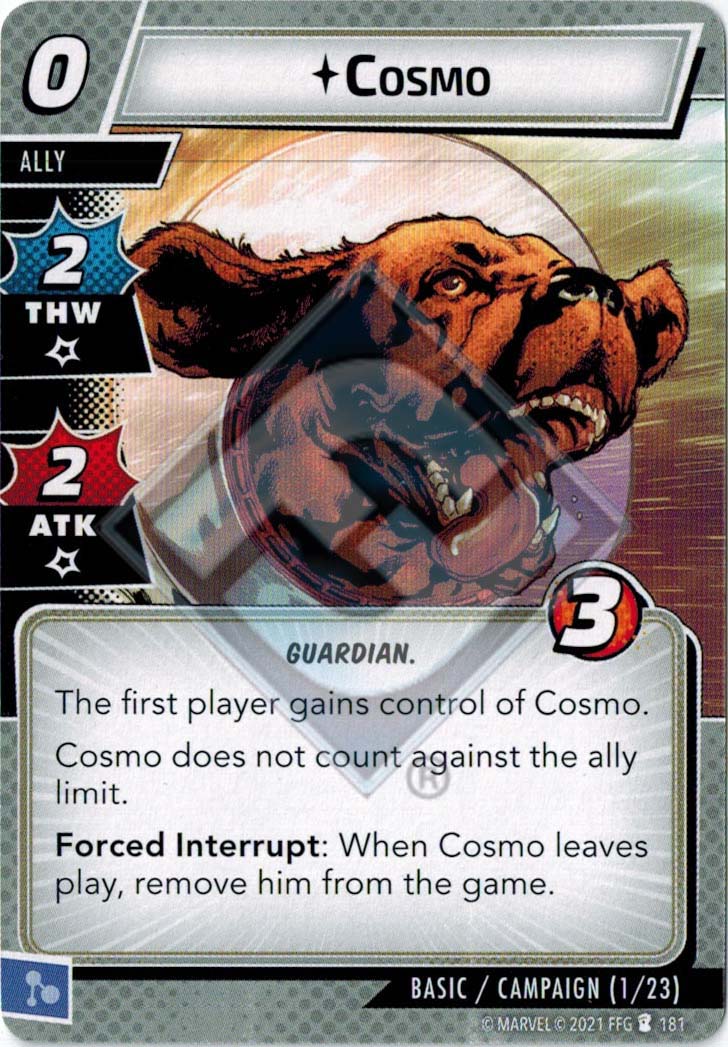 0
Cosmo
ALLY
2
THW
2
ATK
3
GUARDIAN.
The first player gains control of Cosmo.
Cosmo does not count against the ally
limit.
Forced Interrupt: When Cosmo leaves
play, remove him from the game.
®
BASIC / CAMPAIGN (1/23)
© MARVEL © 2021 FFG 181